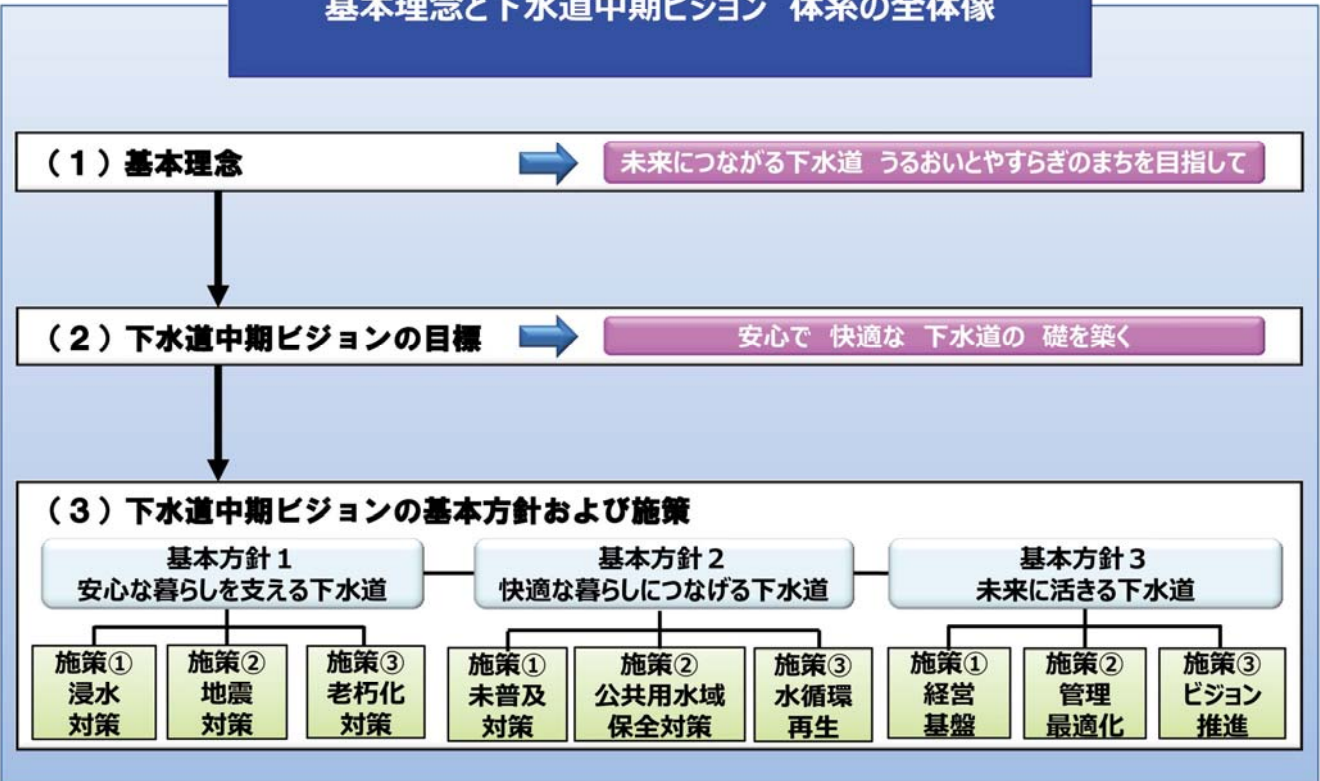 基本理念と下水道中期ビジョン 体系の全体像
（１）基本理念
未来につながる下水道 うるおいとやすらぎのまちを目指して
（２）下水道中期ビジョンの目標
安心で 快適な 下水道の 礎を築く
（３）下水道中期ビジョンの基本方針および施策
基本方針１
安心な暮らしを支える下水道
基本方針２
快適な暮らしにつなげる下水道
基本方針３
未来に活きる下水道
施策①
浸水
対策
施策②
地震
対策
施策③
老朽化
対策
施策①
未普及
対策
施策②
公共用水域
保全対策
施策③
水循環
再生
施策①
経営
基盤
施策②
管理
最適化
施策③
ビジョン
推進